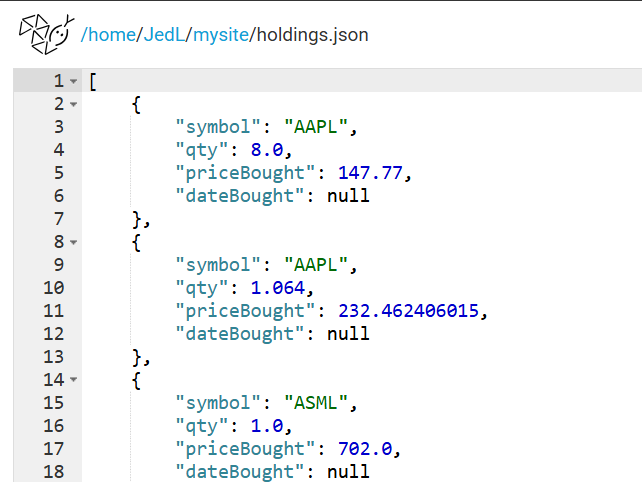 /home/JedL/mysite/holdings.json
1 [
2 {
3 "symbol": "AAPL",
4 "qty": 8.0,
5 "priceBought": 147.77,
6 "dateBought": null
7 },
8 {
9 "symbol": "AAPL",
10 "qty": 1.064,
11 "priceBought": 232.462406015,
12 "dateBought": null
13 },
14 {
15 "symbol": "ASML",
16 "qty": 1.0,
17 "priceBought": 702.0,
18 "dateBought": null